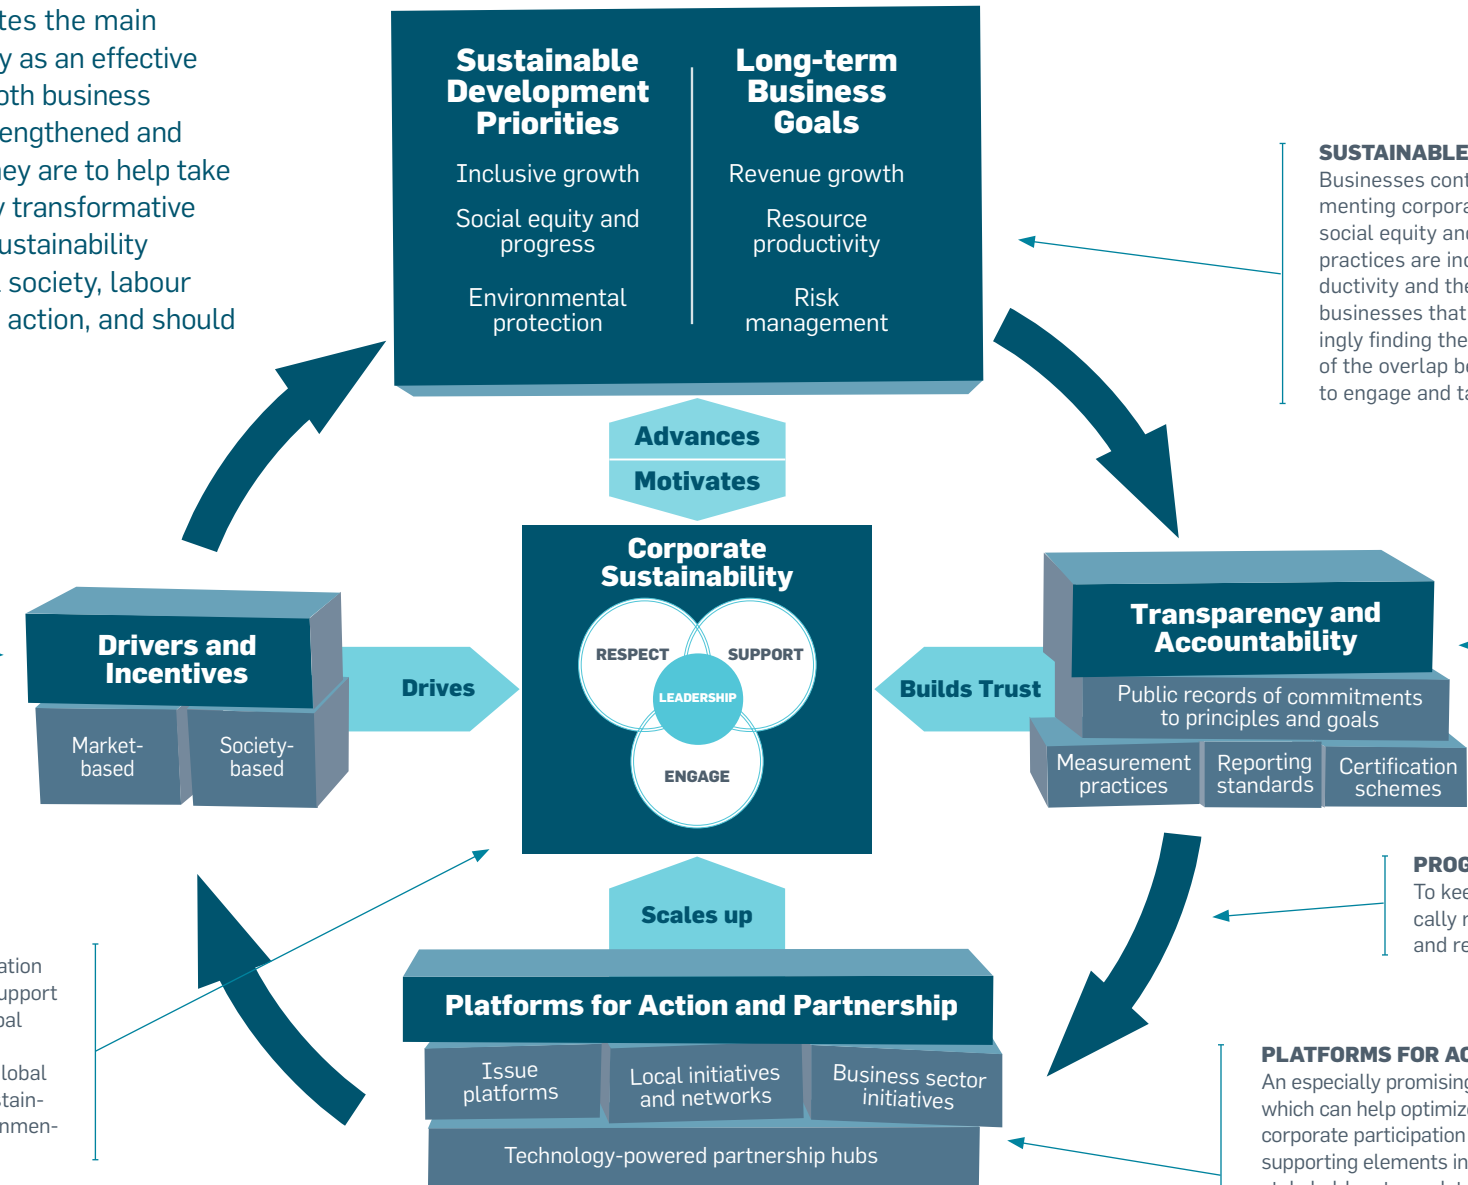 tes the main
y as an effective
oth business
engthened and
ey are to help take
y transformative
ustainability
society, labour
action, and should
Sustainable
Development
Priorities
Inclusive growth
Social equity and
progress
Environmental
protection
Long-term
Business
Goals
Revenue growth
Resource
productivity
Risk
management
SUSTAINABLE
Businesses cont
menting corpora
social equity and
practices are inc
ductivity and the
businesses that
ingly finding the
of the overlap be
to engage and ta
Advances
Motivates
Corporate
Sustainability
RESPECT
SUPPORT
LEADERSHIP
ENGAGE
Drivers and
Incentives
Market-
based
Society-
based
Drives
Builds Trust
Transparency and
Accountability
Public records of commitments
to principles and goals
Measurement
practices
Reporting
standards
Certification
schemes
Scales up
PROG
To kee
cally r
and re
ation
upport
bal
lobal
stain-
nmen-
Platforms for Action and Partnership
Issue
platforms
Local initiatives
and networks
Business sector
initiatives
Technology-powered partnership hubs
PLATFORMS FOR AC
An especially promising
which can help optimize
corporate participation
supporting elements in